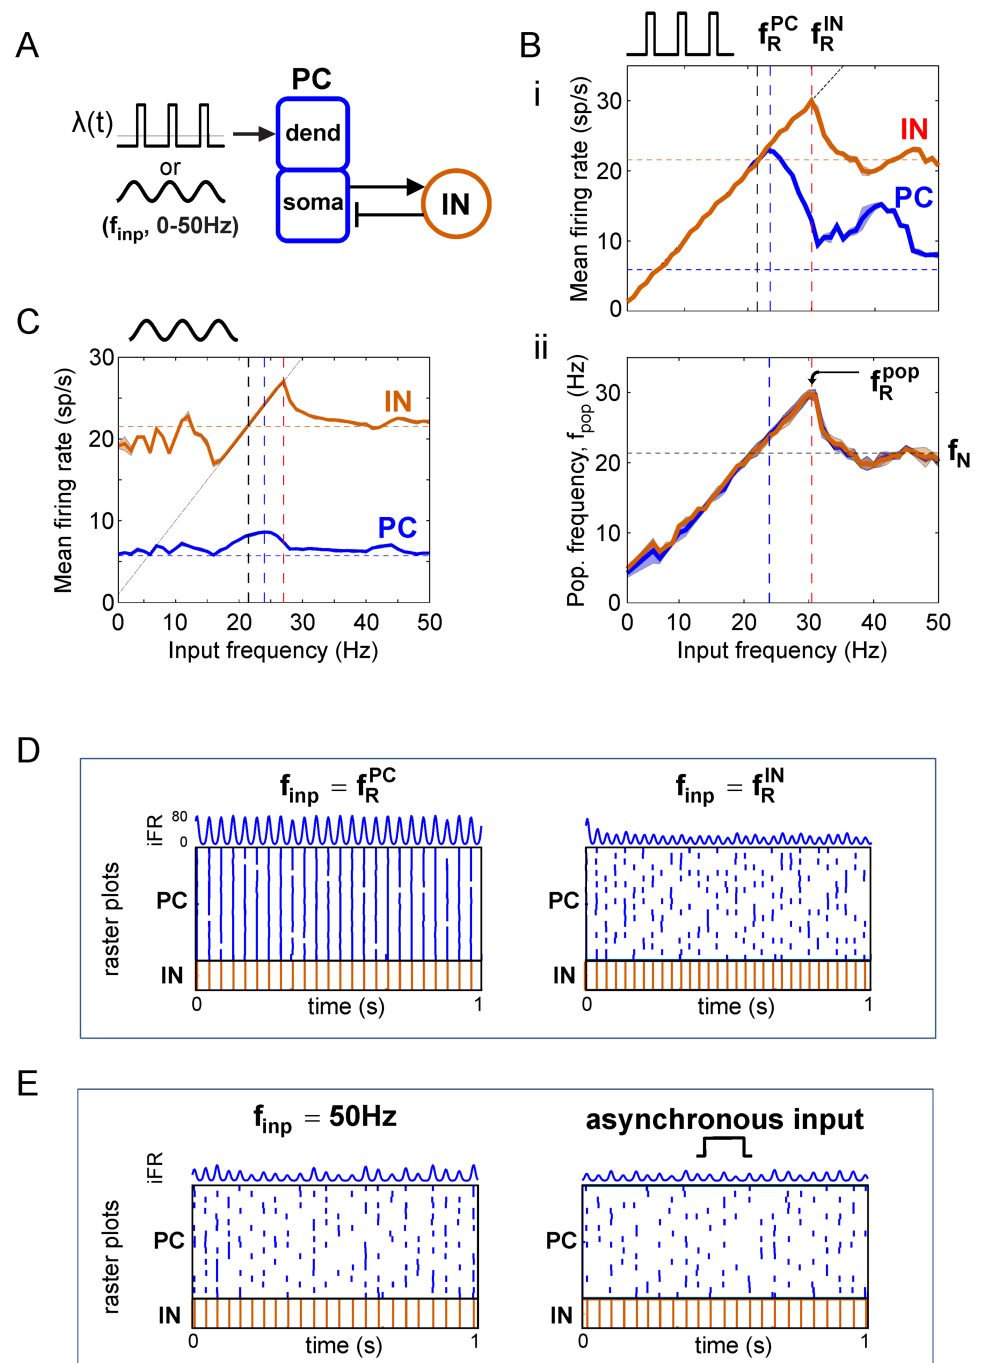 A
PC
λ(t)
dend
or
soma
IN
(f_inp, 0-50Hz)
B
f_R^PC f_R^IN
i
Mean firing rate (sp/s)
30
20
10
0
IN
PC
ii
Pop. frequency, f_pop (Hz)
30
20
10
0
f_R^pop
f_N
0 10 20 30 40 50
Input frequency (Hz)
C
Mean firing rate (sp/s)
30
20
10
0
IN
PC
0 10 20 30 40 50
Input frequency (Hz)
D
f_inp = f_R^PC
f_inp = f_R^IN
iFR
80
0
raster plots
PC
IN
0 time (s) 1
PC
IN
0 time (s) 1
E
f_inp = 50Hz
asynchronous input
iFR
raster plots
PC
IN
0 time (s) 1
PC
IN
0 time (s) 1